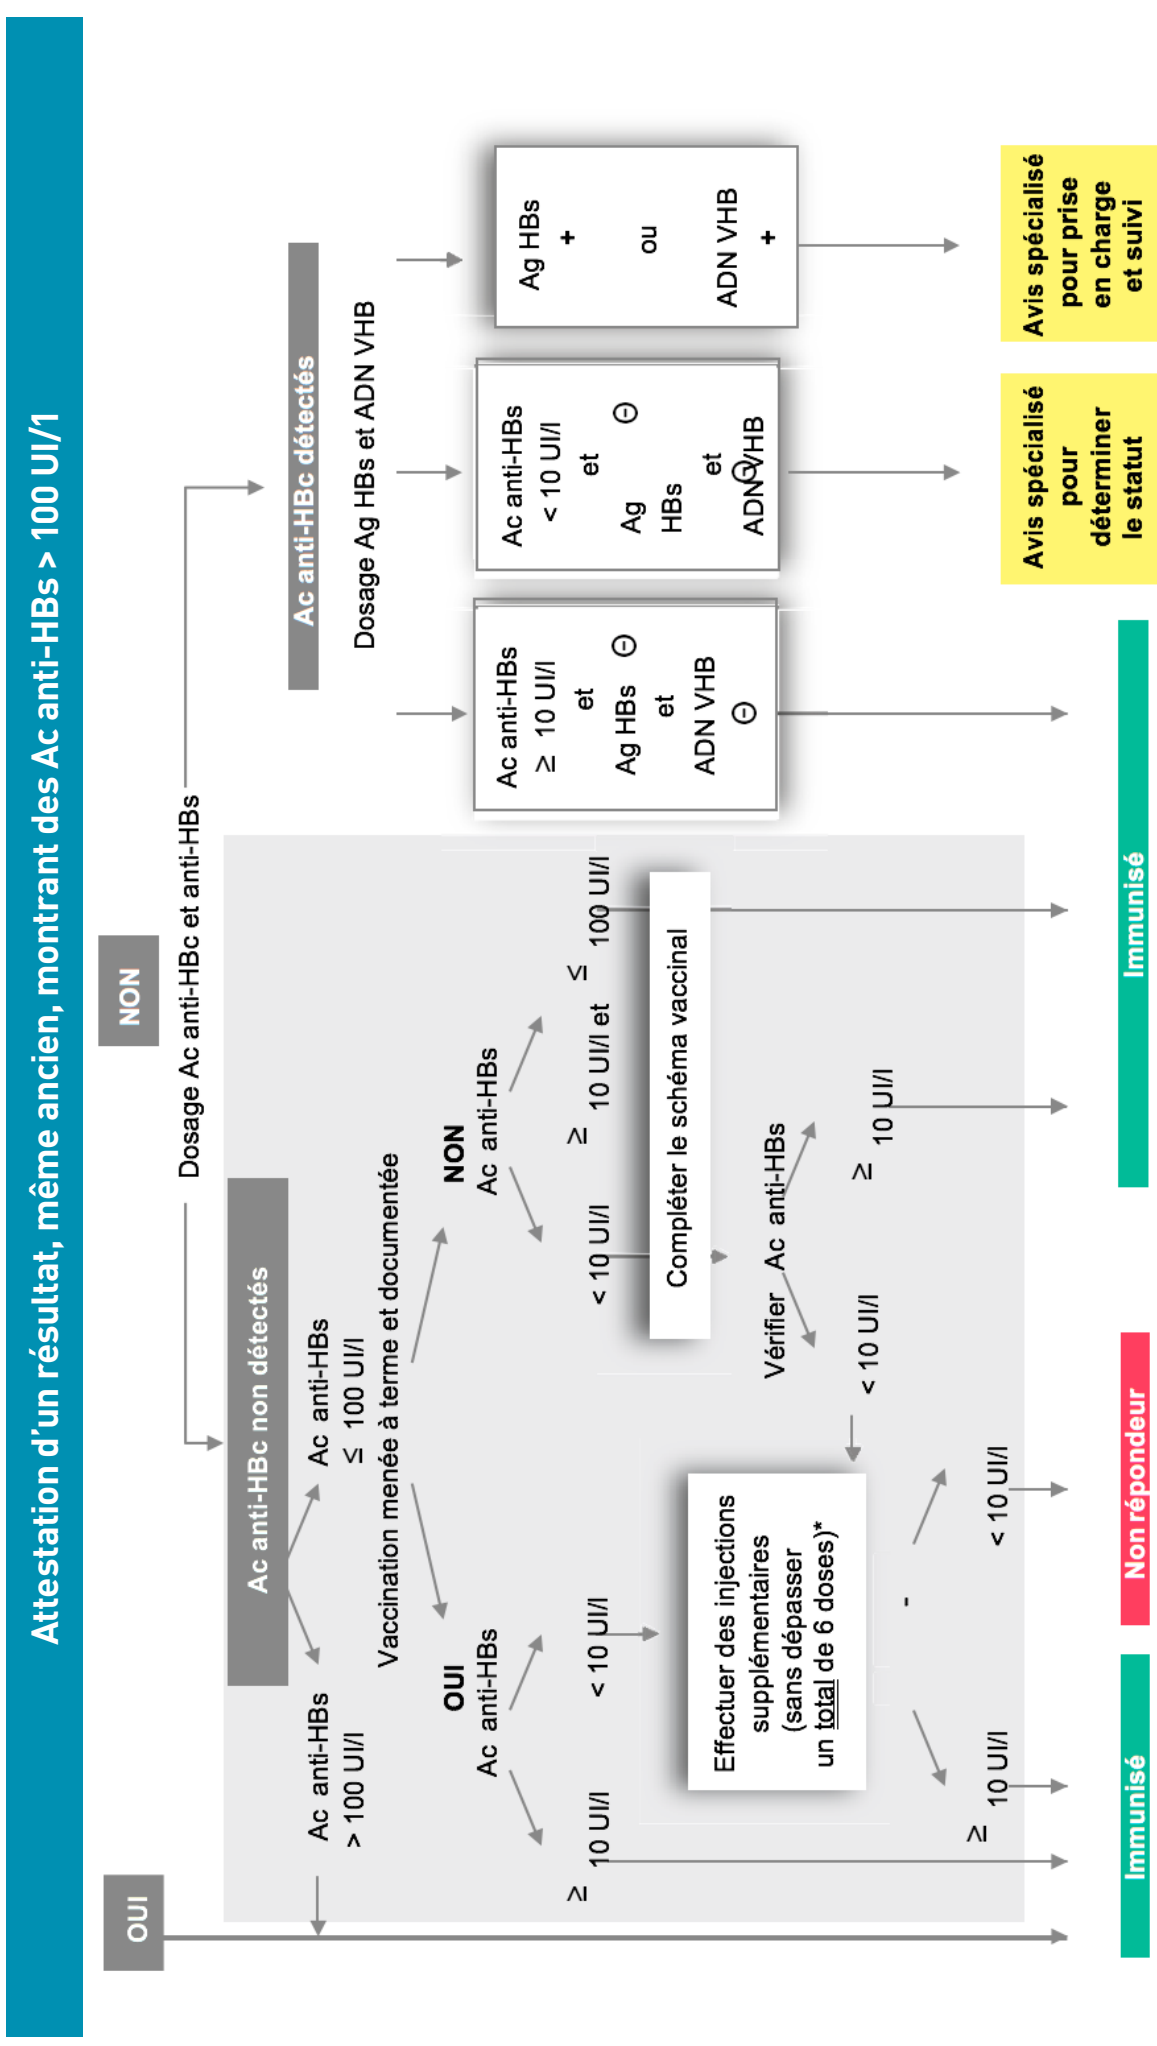 Attestation d'un résultat, même ancien, montrant des Ac anti-HBs > 100 UI/1
OUI
NON
Dosage Ac anti-HBc et anti-HBs
Ac anti-HBc non détectés
Ac anti-HBs
> 100 UI/l
Ac anti-HBs
≤ 100 UI/l
Vaccination menée à terme et documentée
OUI
Ac anti-HBs
≥
10 UI/l
< 10 UI/l
NON
Ac anti-HBs
< 10 UI/l
≥
10 UI/l et
≤
100 UI/l
Compléter le schéma vaccinal
Vérifier Ac anti-HBs
< 10 UI/l
≥
10 UI/l
Effectuer des injections
supplémentaires
(sans dépasser
un total de 6 doses)*
-
≥
10 UI/l
< 10 UI/l
Ac anti-HBc détectés
Dosage Ag HBs et ADN VHB
Ac anti-HBs
≥ 10 UI/l
et
Ag HBs ⊖
et
ADN VHB
⊖
Ac anti-HBs
< 10 UI/l
et
Ag ⊖
HBs
et
⊖
ADN VHB
Ag HBs
+
ou
ADN VHB
+
Immunisé
Non répondeur
Immunisé
Avis spécialisé
pour
déterminer
le statut
Avis spécialisé
pour prise
en charge
et suivi